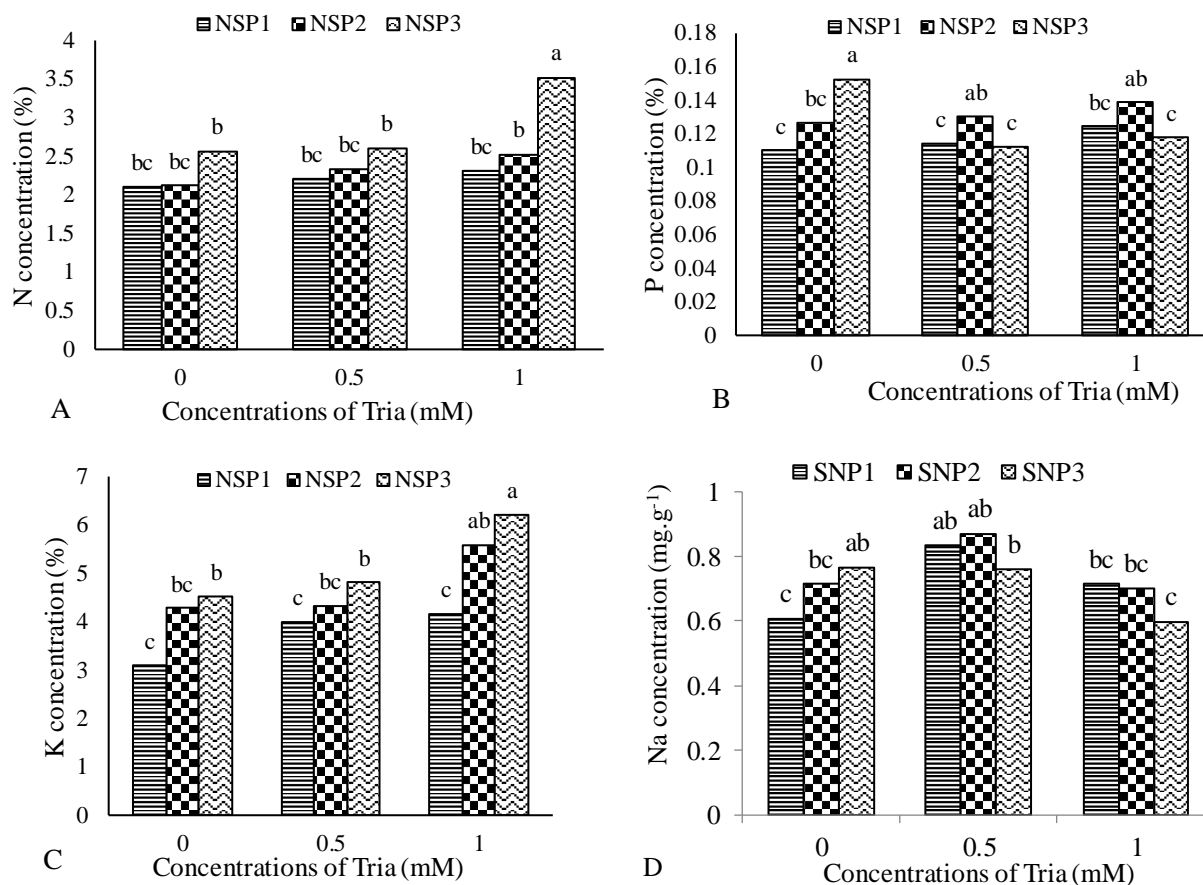 NSP1 NSP2 NSP3
N concentration (%)
4
3.5
3
2.5
2
1.5
1
0.5
0
bc bc b
bc bc b
bc b a
0 0.5 1
A
Concentrations of Tria (mM)
NSP1 NSP2 NSP3
P concentration (%)
0.18
0.16
0.14
0.12
0.1
0.08
0.06
0.04
0.02
0
c bc a
c ab c
bc ab c
0 0.5 1
B
Concentrations of Tria (mM)
NSP1 NSP2 NSP3
K concentration (%)
7
6
5
4
3
2
1
0
c bc b
c bc b
c ab a
0 0.5 1
C
Concentrations of Tria (mM)
SNP1 SNP2 SNP3
Na concentration (mg.g⁻¹)
1
0.8
0.6
0.4
0.2
0
c bc ab
ab ab b
bc bc c
0 0.5 1
D
Concentrations of Tria (mM)